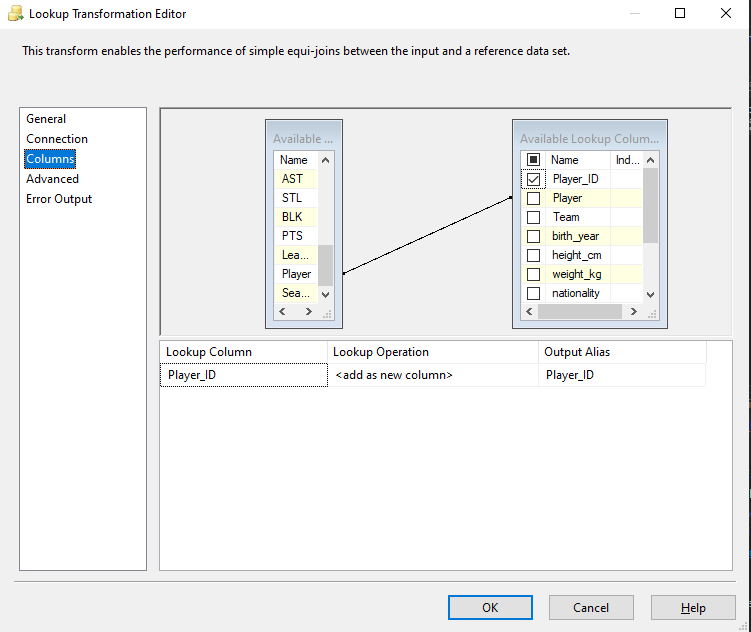 Lookup Transformation Editor
This transform enables the performance of simple equi-joins between the input and a reference data set.
General
Connection
Columns
Advanced
Error Output
Available ...
Name
AST
STL
BLK
PTS
Lea...
Player
Sea...
Available Lookup Colum...
Name Ind...
Player_ID
Player
Team
birth_year
height_cm
weight_kg
nationality
Lookup Column Lookup Operation Output Alias
Player_ID <add as new column> Player_ID
OK Cancel Help